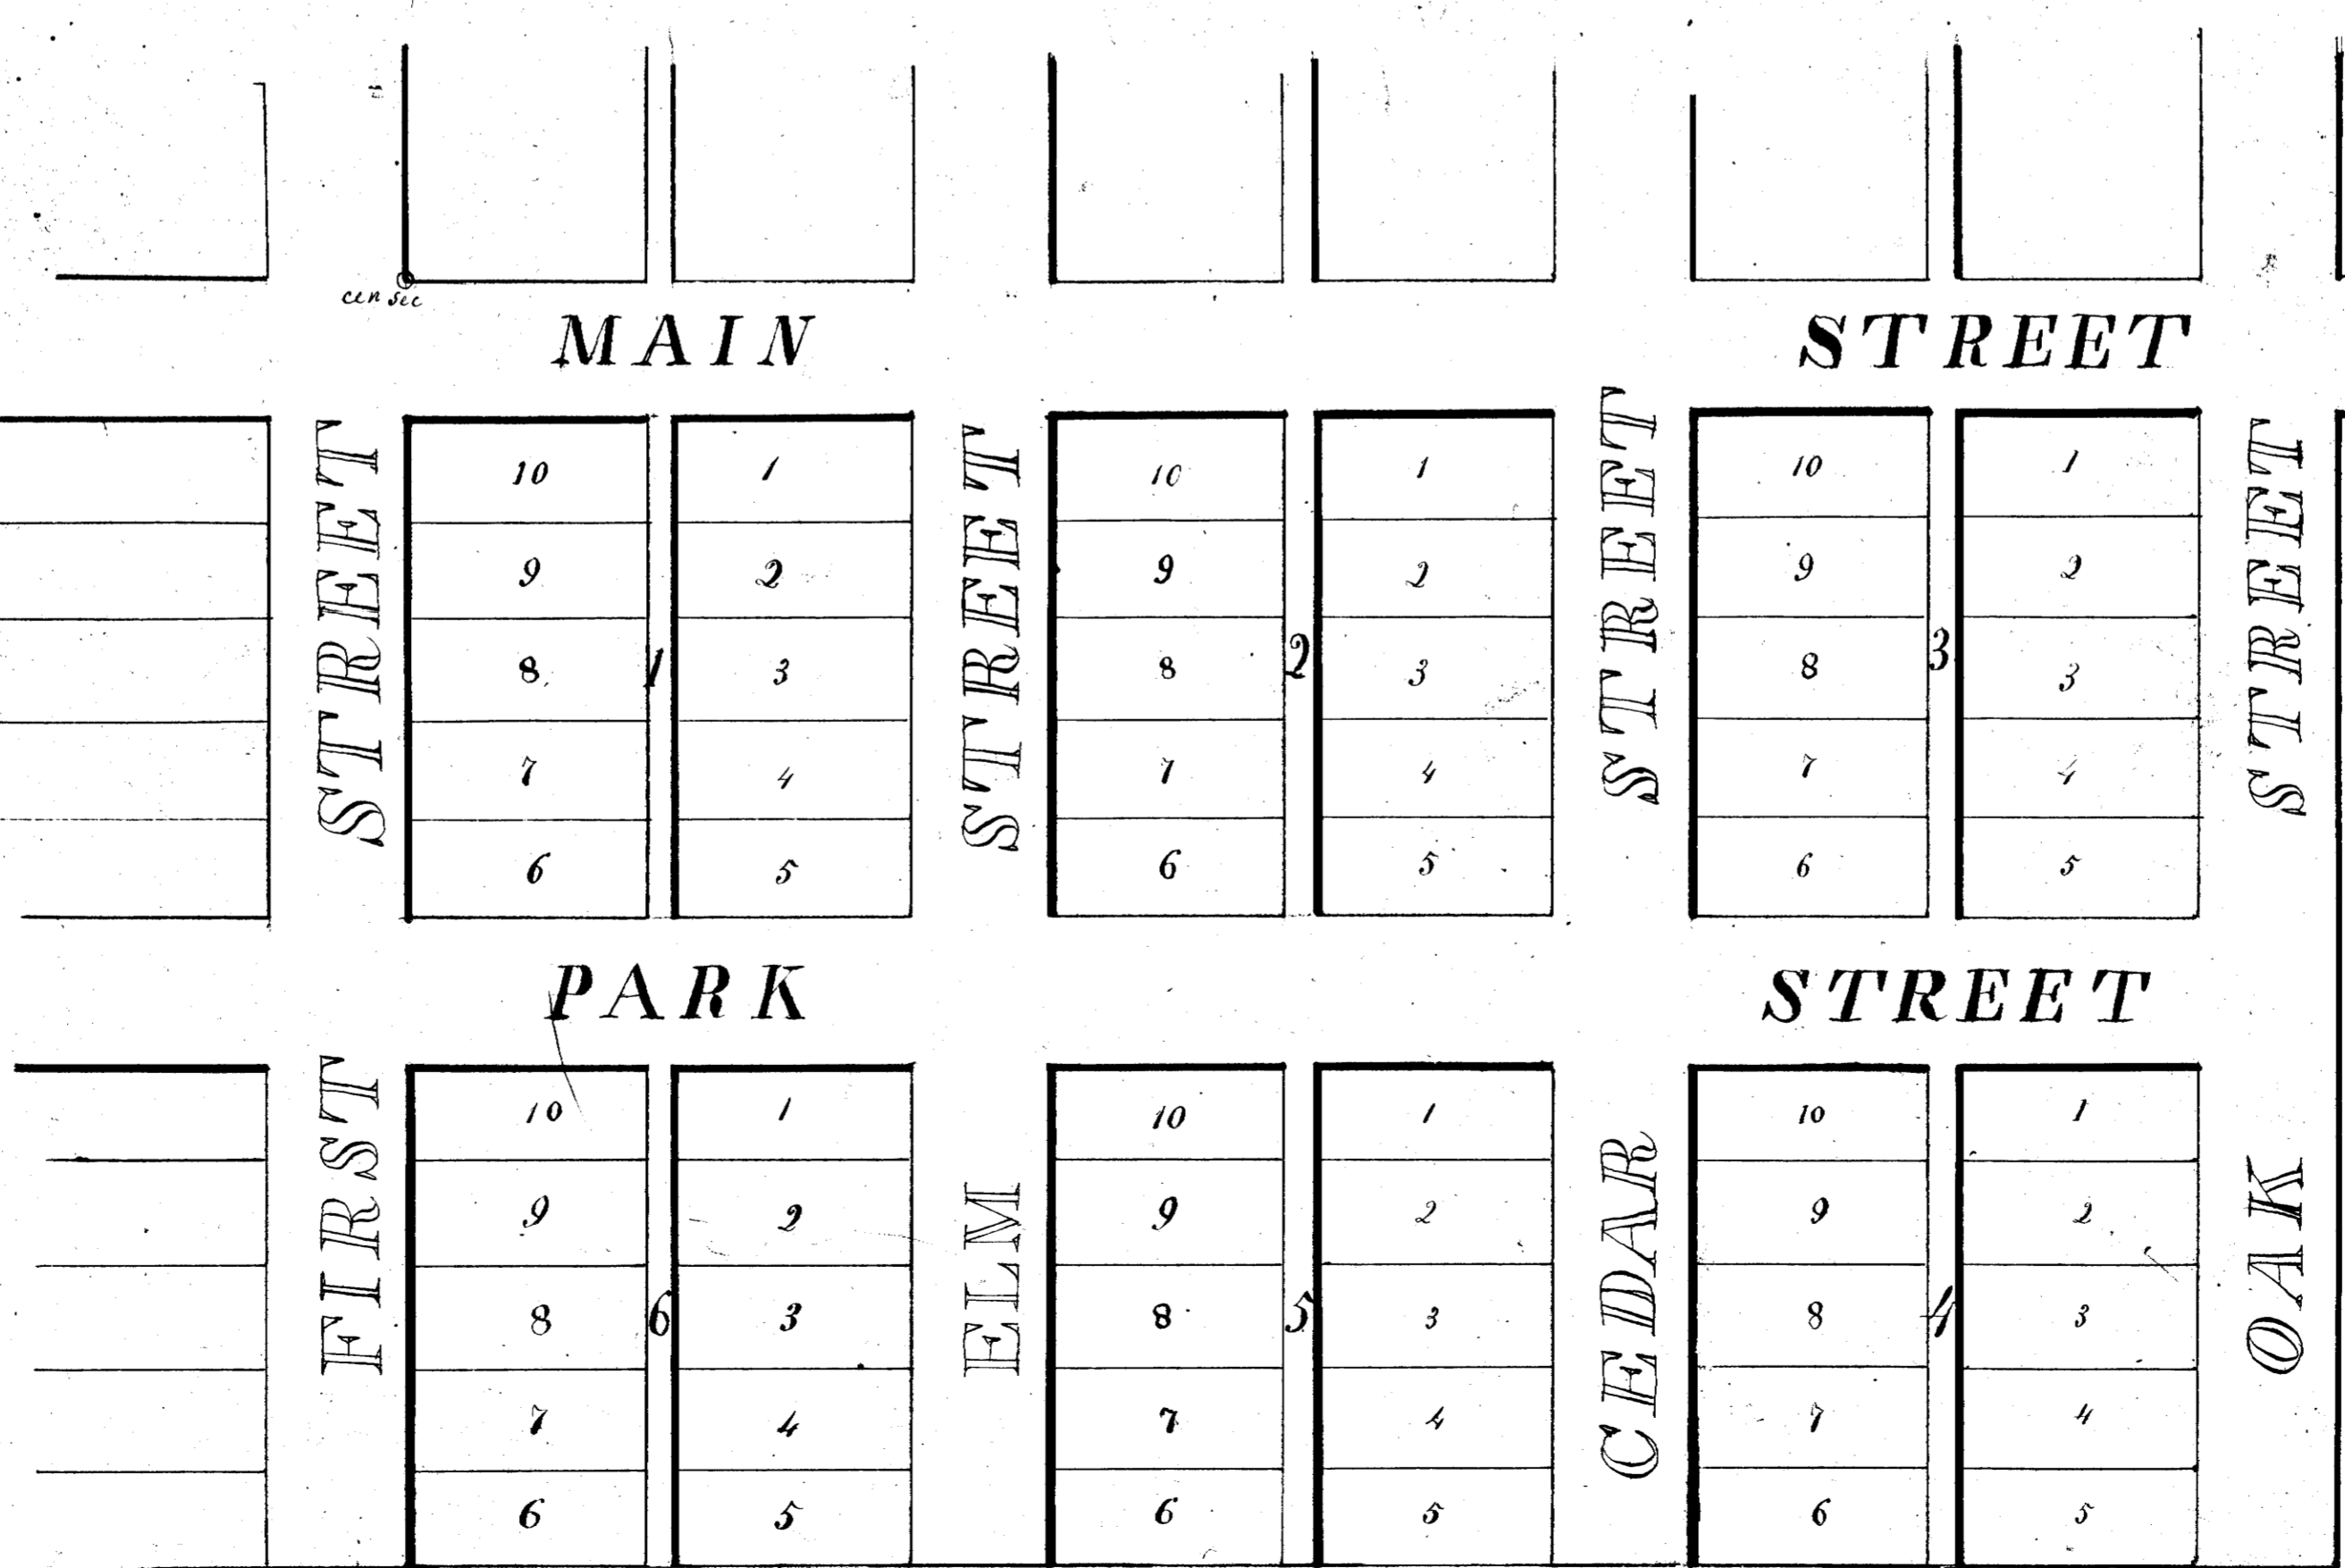 cen sec
MAIN STREET
STREET STREET STREET STREET
10 1 10 1 10 1
9 2 9 2 9 2
8 1 3 8 2 3 8 3 3
7 4 7 4 7 4
6 5 6 5 6 5
PARK STREET
FIRST ELM CEDAR OAK
10 1 10 1 10 1
9 2 9 2 9 2
8 6 3 8 5 3 8 4 3
7 4 7 4 7 4
6 5 6 5 6 5